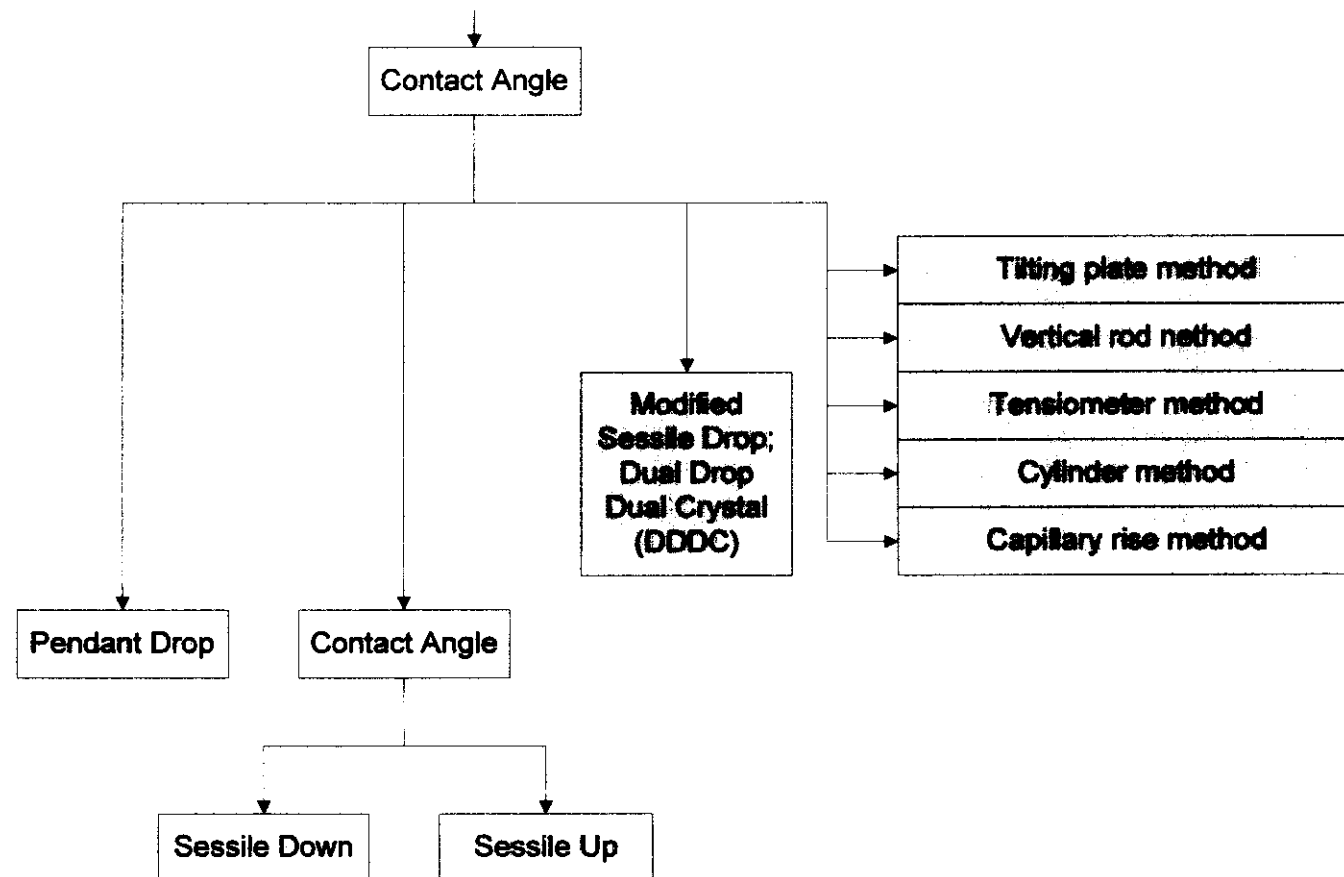 Contact Angle
Tilting plate method
Vertical rod nethod
Modified
Sessile Drop;
Dual Drop
Dual Crystal
(DDDC)
Tensiometer method
Cylinder method
Capillary rise method
Pendant Drop
Contact Angle
Sessile Down
Sessile Up